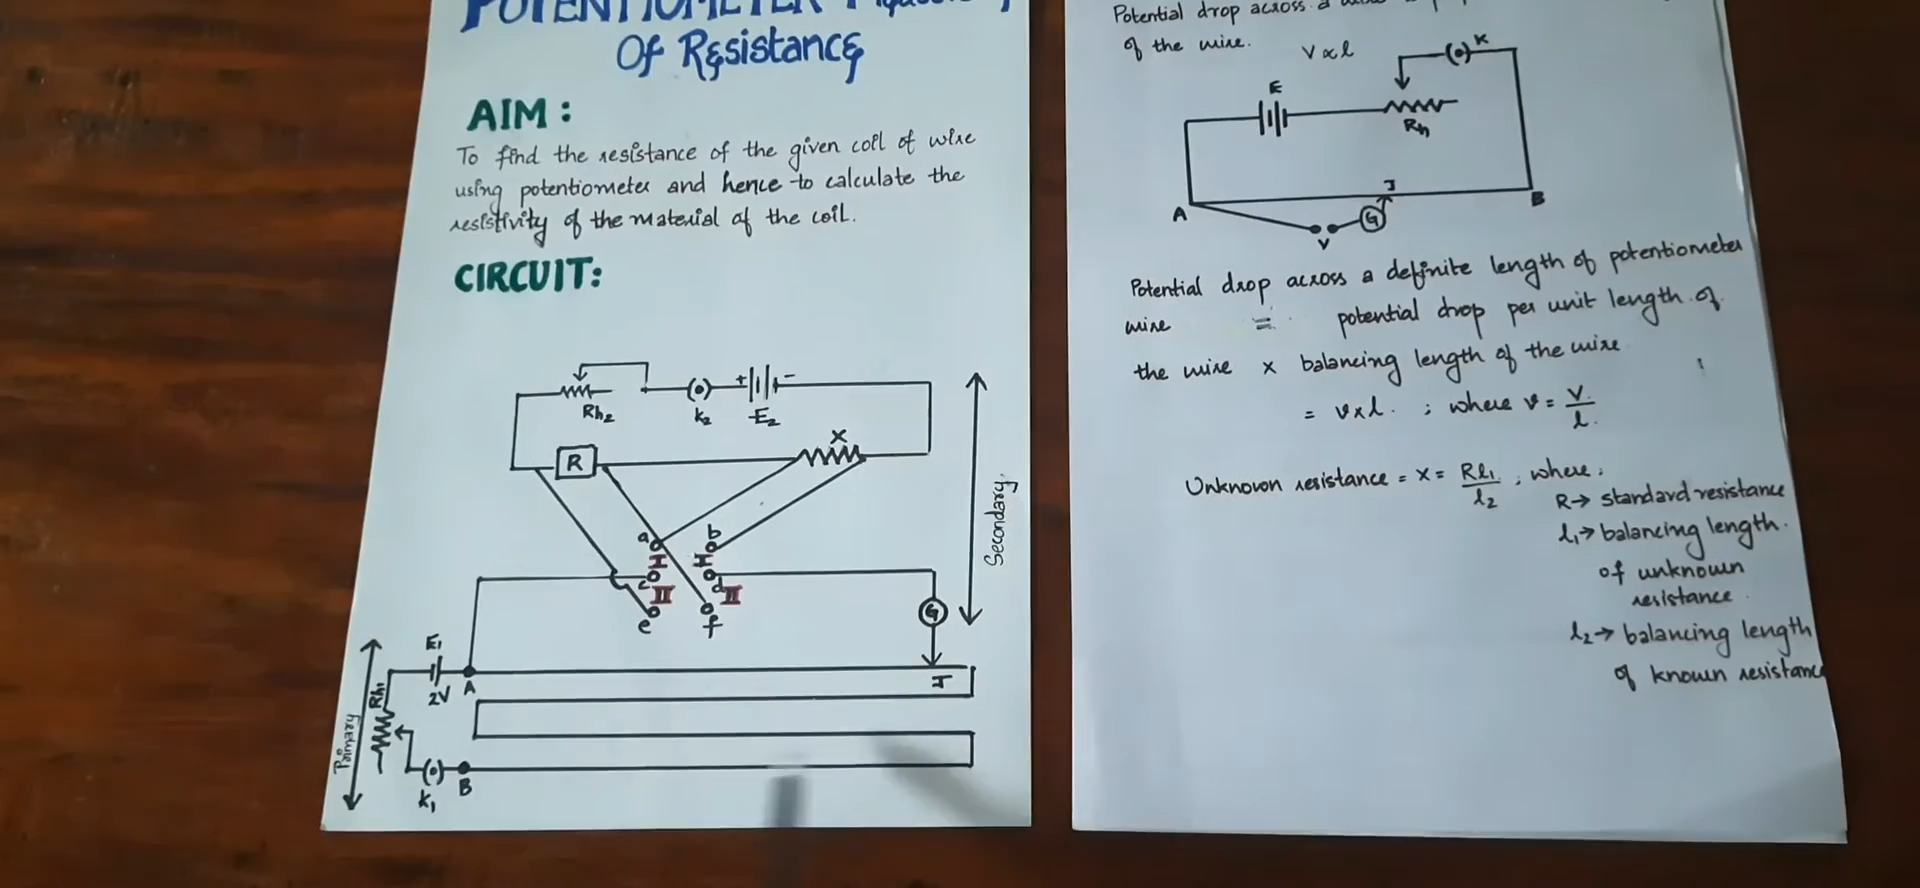 POTENTIOMETER
Of Resistance
AIM :
To find the resistance of the given coil of wire
using potentiometer and hence to calculate the
resistivity of the material of the coil.
CIRCUIT:
Rh2
K2
+ -
E2
R
X
a b
I I
c d
II II
e f
G
Secondary
E1
2V
A
J
Rh1
Primary
K1
B
Potential drop across a
of the wire. V ∝ l
K
E
Rh
J
A
B
G
V
Potential drop across a definite length of potentiometer
wire = potential drop per unit length of
the wire x balancing length of the wire
= v x l. ; where v = V/l.
Unknown resistance = X = Rl1/l2 ; where,
R → standard resistance
l1 → balancing length
of unknown
resistance
l2 → balancing length
of known resistance